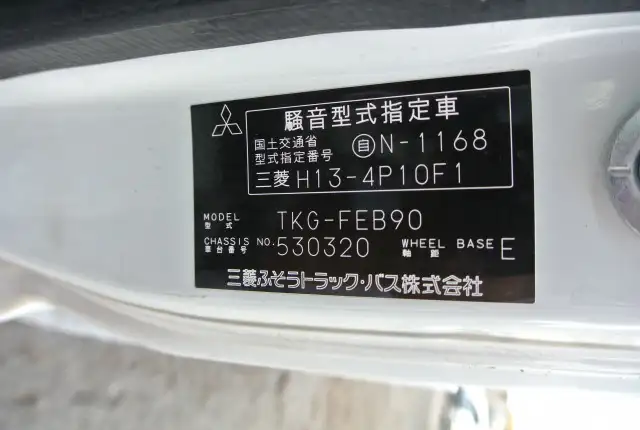 騒音型式指定車
国土交通省
型式指定番号
㊀N-1168
三菱 H13-4P10F1
MODEL TKG-FEB90
型式
CHASSIS NO. 530320 WHEEL BASE E
車台番号 軸距
三菱ふそうトラック・バス株式会社